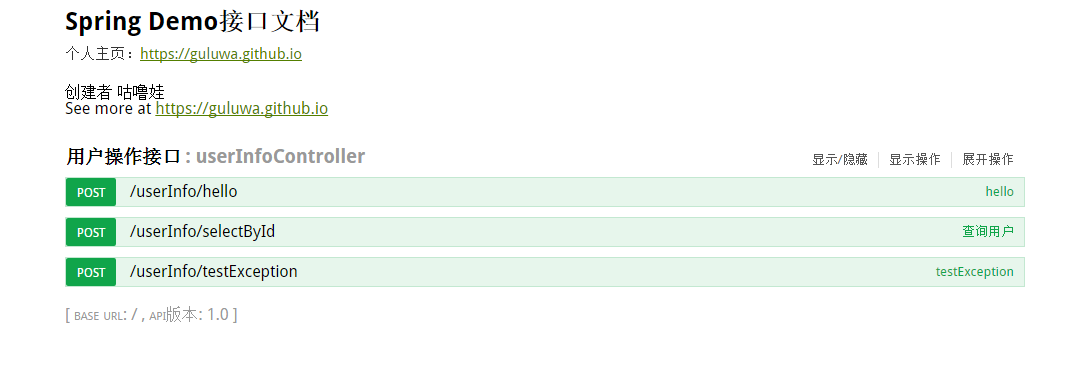 Spring Demo接口文档
个人主页：https://guluwa.github.io
创建者 咕噜娃
See more at https://guluwa.github.io
用户操作接口 : userInfoController 显示/隐藏 显示操作 展开操作
POST /userInfo/hello hello
POST /userInfo/selectById 查询用户
POST /userInfo/testException testException
[ BASE URL: / , API版本: 1.0 ]